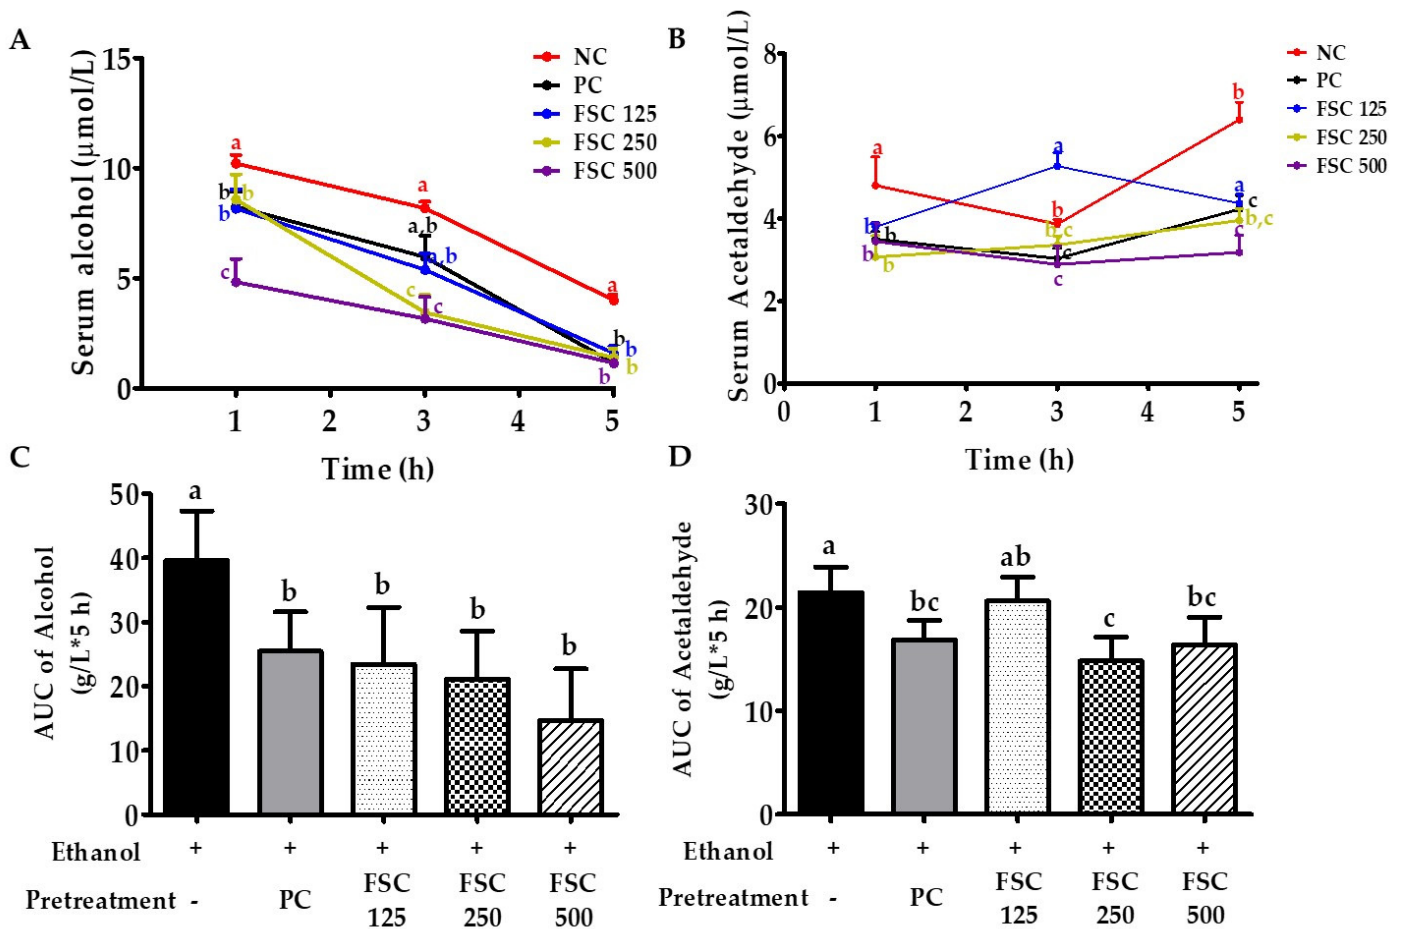 A
Serum alcohol (μmol/L)
15
10
5
0
1
2
3
4
5
Time (h)
NC
PC
FSC 125
FSC 250
FSC 500
a
b
b
b
c
a
a,b
a,b
c
c
a
b
b
b
b
B
Serum Acetaldehyde (μmol/L)
8
6
4
2
0
0
1
2
3
4
5
Time (h)
NC
PC
FSC 125
FSC 250
FSC 500
a
b
b
b
b
a
b
b,c
c
c
b
a
c
b,c
c
C
AUC of Alcohol
(g/L*5 h)
50
40
30
20
10
0
a
b
b
b
b
Ethanol + + + + +
Pretreatment - PC FSC 125 FSC 250 FSC 500
D
AUC of Acetaldehyde
(g/L*5 h)
30
20
10
0
a
bc
ab
c
bc
Ethanol + + + + +
Pretreatment - PC FSC 125 FSC 250 FSC 500